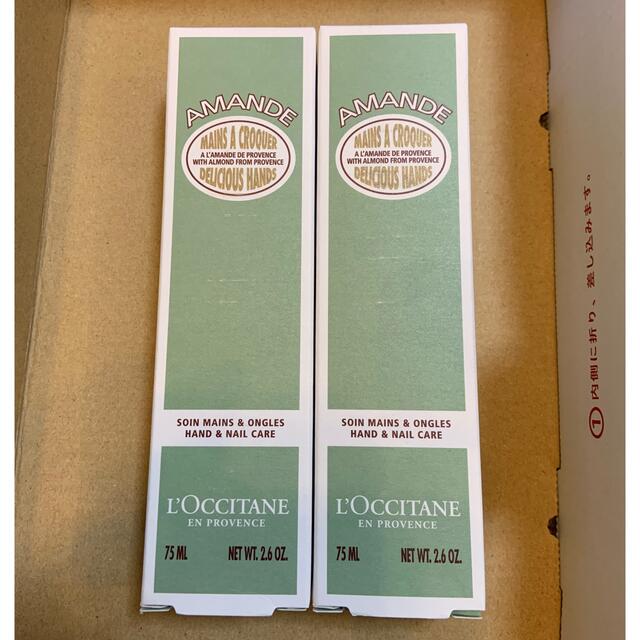 AMANDE
MAINS A CROQUER
A L'AMANDE DE PROVENCE
WITH ALMOND FROM PROVENCE
DELICIOUS HANDS
SOIN MAINS & ONGLES
HAND & NAIL CARE
L'OCCITANE
EN PROVENCE
75 ML NET WT. 2.6 OZ.
AMANDE
MAINS A CROQUER
A L'AMANDE DE PROVENCE
WITH ALMOND FROM PROVENCE
DELICIOUS HANDS
SOIN MAINS & ONGLES
HAND & NAIL CARE
L'OCCITANE
EN PROVENCE
75 ML NET WT. 2.6 OZ.
①内側に折り、差し込みます。